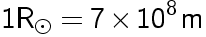 1R☉ = 7 × 10⁸ m